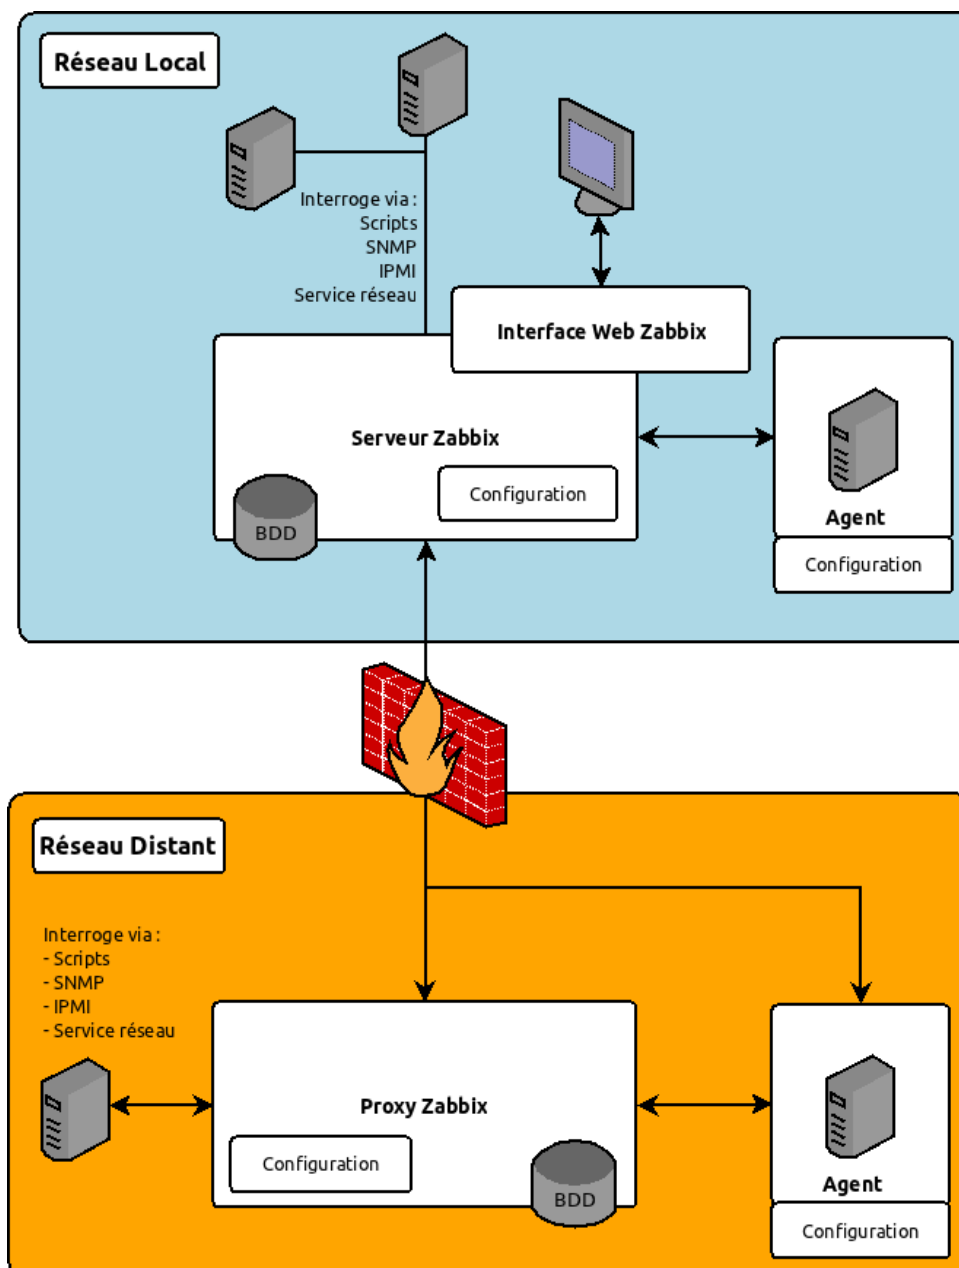 Réseau Local
Interroge via :
Scripts
SNMP
IPMI
Service réseau
Interface Web Zabbix
Serveur Zabbix
Configuration
BDD
Agent
Configuration
Réseau Distant
Interroge via :
- Scripts
- SNMP
- IPMI
- Service réseau
Proxy Zabbix
Configuration
BDD
Agent
Configuration